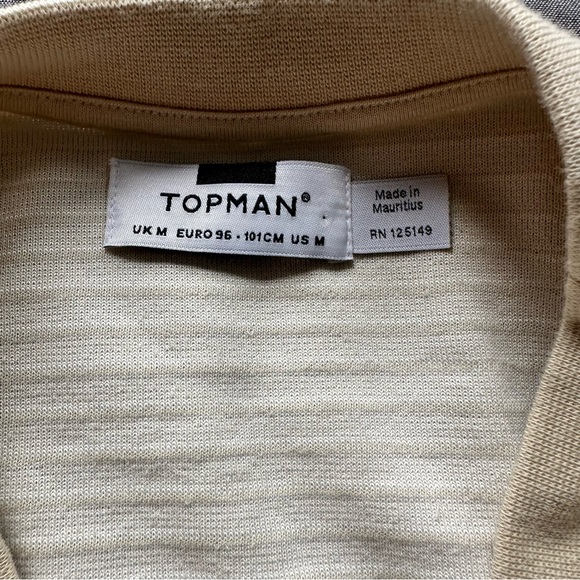 TOPMAN®
UK M EURO 96 - 101CM US M
Made in
Mauritius
RN 125149